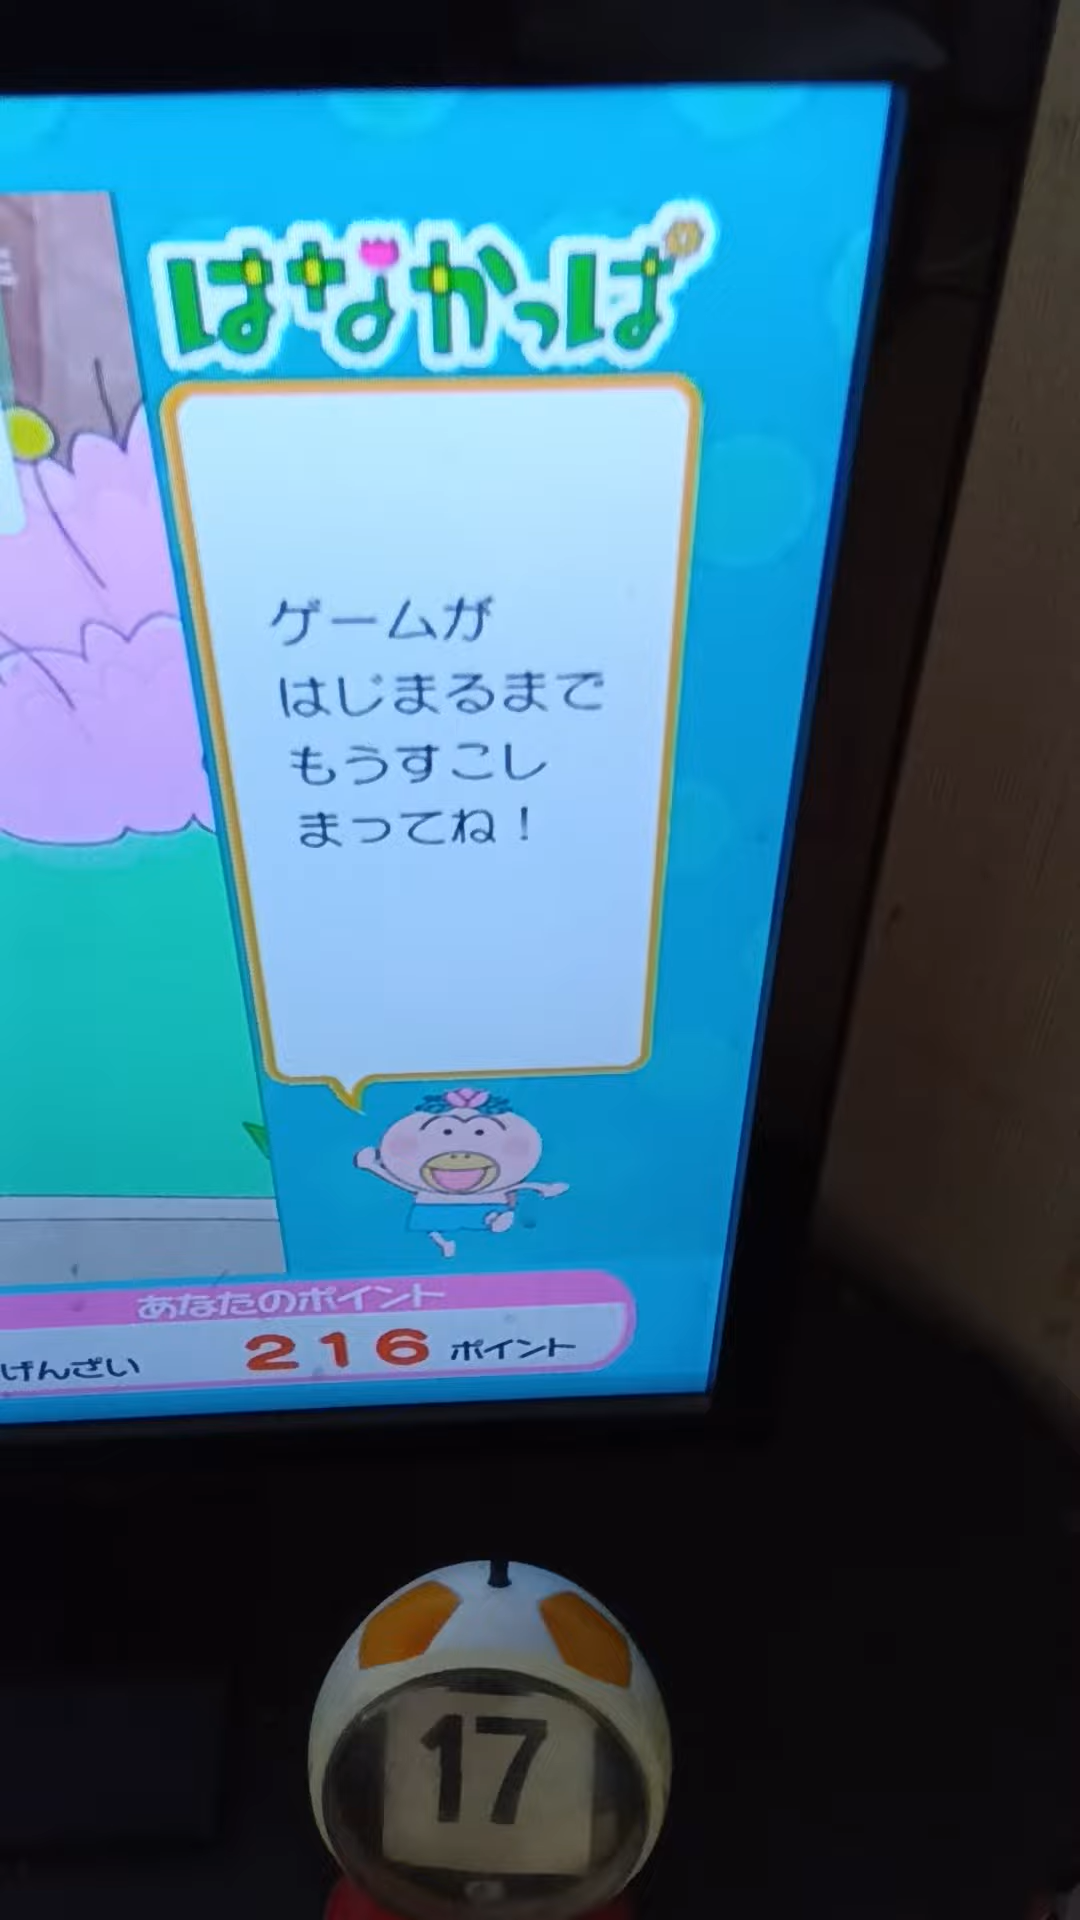 はなかっぱ
ゲームが
はじまるまで
もうすこし
まってね！
あなたのポイント
げんざい 216 ポイント
17